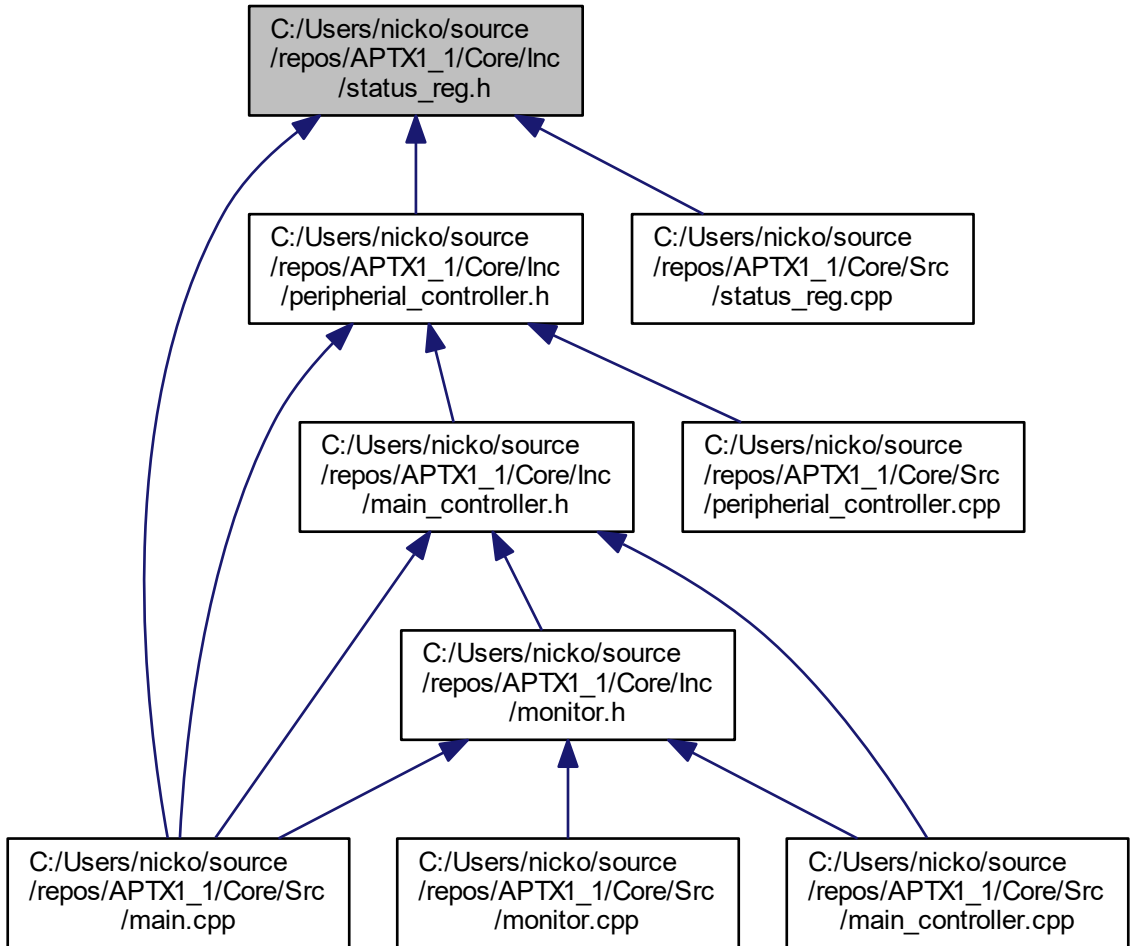 C:/Users/nicko/source
/repos/APTX1_1/Core/Inc
/status_reg.h
C:/Users/nicko/source
/repos/APTX1_1/Core/Inc
/peripherial_controller.h
C:/Users/nicko/source
/repos/APTX1_1/Core/Src
/status_reg.cpp
C:/Users/nicko/source
/repos/APTX1_1/Core/Inc
/main_controller.h
C:/Users/nicko/source
/repos/APTX1_1/Core/Src
/peripherial_controller.cpp
C:/Users/nicko/source
/repos/APTX1_1/Core/Inc
/monitor.h
C:/Users/nicko/source
/repos/APTX1_1/Core/Src
/main.cpp
C:/Users/nicko/source
/repos/APTX1_1/Core/Src
/monitor.cpp
C:/Users/nicko/source
/repos/APTX1_1/Core/Src
/main_controller.cpp